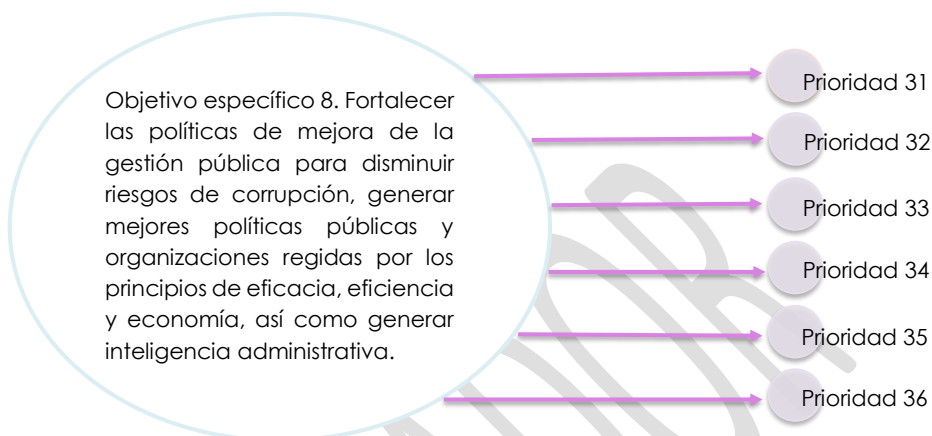 Objetivo específico 8. Fortalecer
las políticas de mejora de la
gestión pública para disminuir
riesgos de corrupción, generar
mejores políticas públicas y
organizaciones regidas por los
principios de eficacia, eficiencia
y economía, así como generar
inteligencia administrativa.
Prioridad 31
Prioridad 32
Prioridad 33
Prioridad 34
Prioridad 35
Prioridad 36